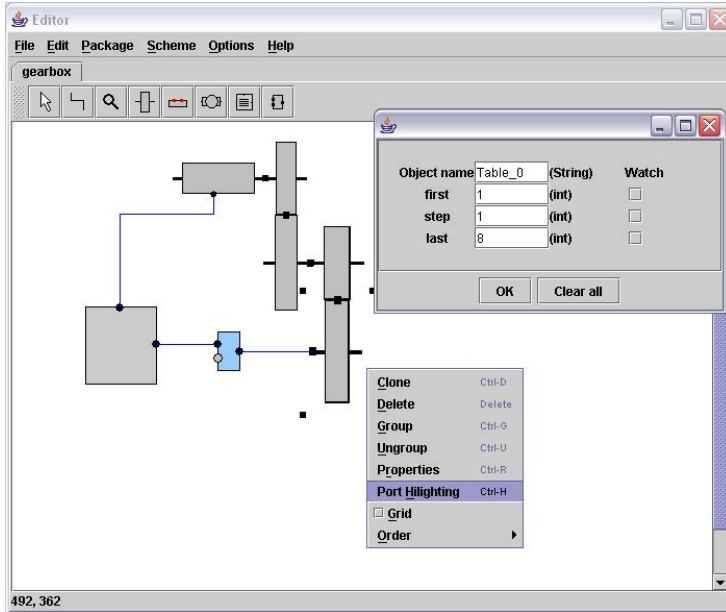 Editor
File Edit Package Scheme Options Help
gearbox
Object name Table_0 (String) Watch
first 1 (int)
step 1 (int)
last 8 (int)
OK Clear all
Clone Ctrl-D
Delete Delete
Group Ctrl-G
Ungroup Ctrl-U
Properties Ctrl-R
Port Hilighting Ctrl-H
Grid
Order
492, 362